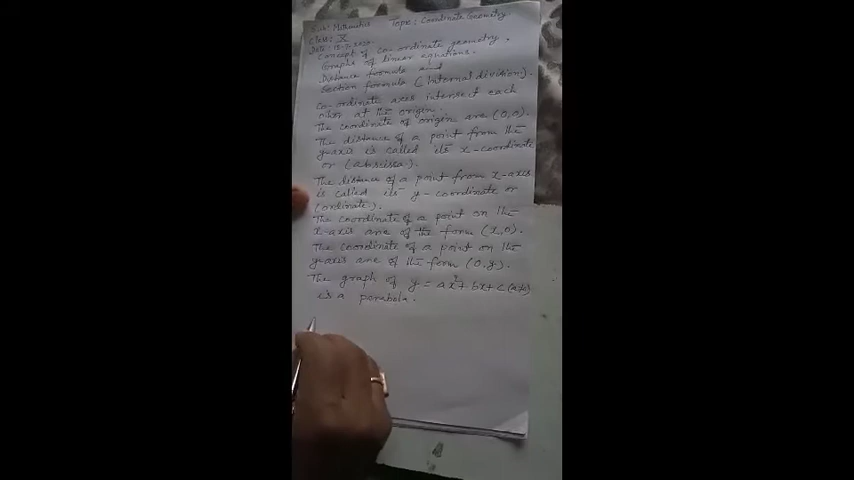 Sub: Mathematics Topic: Coordinate Geometry
Class: X
Date:
Concept of co-ordinate geometry.
Graphs of linear equations.
Distance formula and
Section formula (Internal division).
Co-ordinate axes intersect each
other at the origin.
The coordinate of origin are (0,0).
The distance of a point from the
y-axis is called its x-coordinate
or (abscissa).
The distance of a point from x-axis
is called its y-coordinate or
(ordinate).
The coordinate of a point on the
x-axis are of the form (x,0).
The coordinate of a point on the
y-axis are of the form (0,y).
The graph of y = ax²+bx+c (a≠0)
is a parabola.